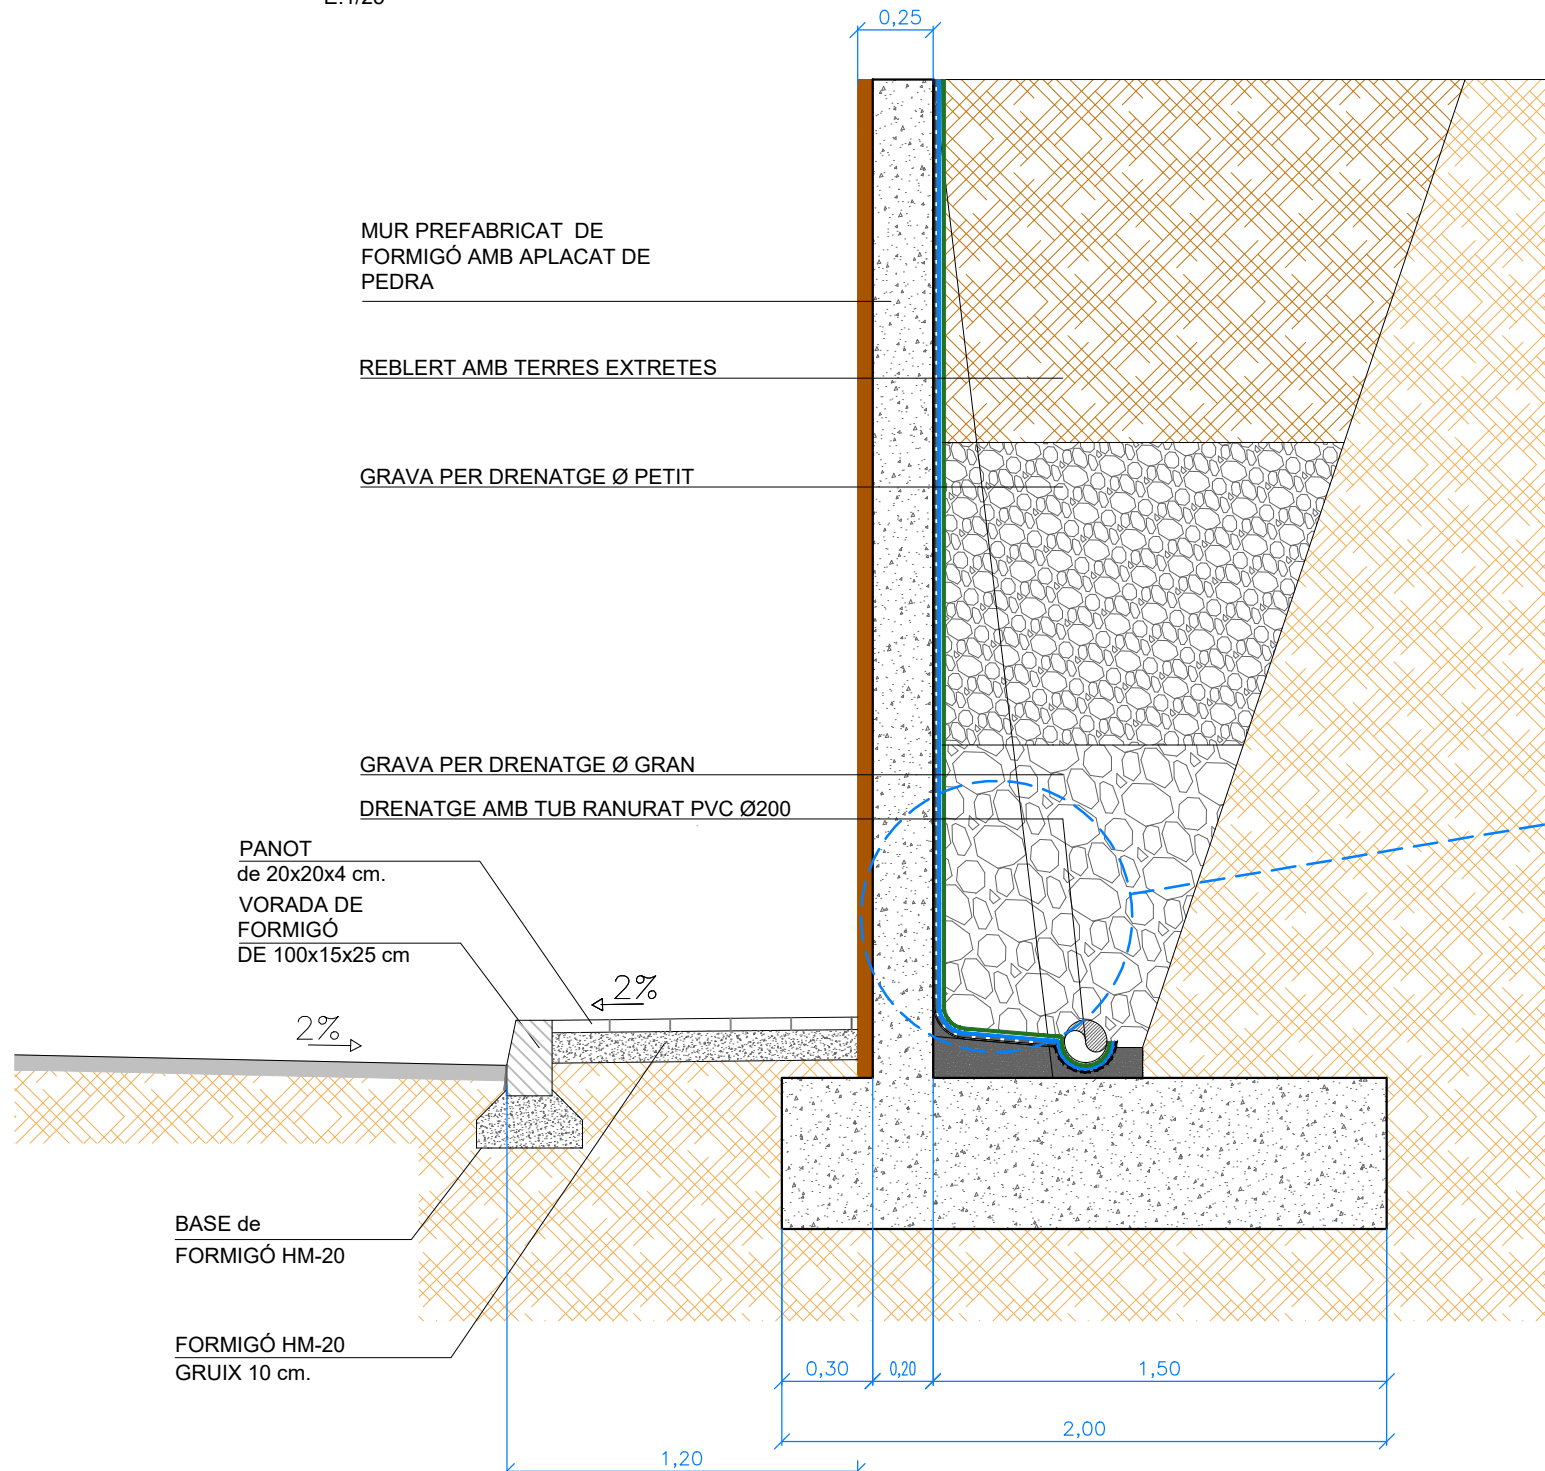 0,25
MUR PREFABRICAT DE
FORMIGÓ AMB APLACAT DE
PEDRA
REBLERT AMB TERRES EXTRETES
GRAVA PER DRENATGE Ø PETIT
GRAVA PER DRENATGE Ø GRAN
DRENATGE AMB TUB RANURAT PVC Ø200
PANOT
de 20x20x4 cm.
VORADA DE
FORMIGÓ
DE 100x15x25 cm
2%
2%
BASE de
FORMIGÓ HM-20
FORMIGÓ HM-20
GRUIX 10 cm.
0,30
0,20
1,50
2,00
1,20